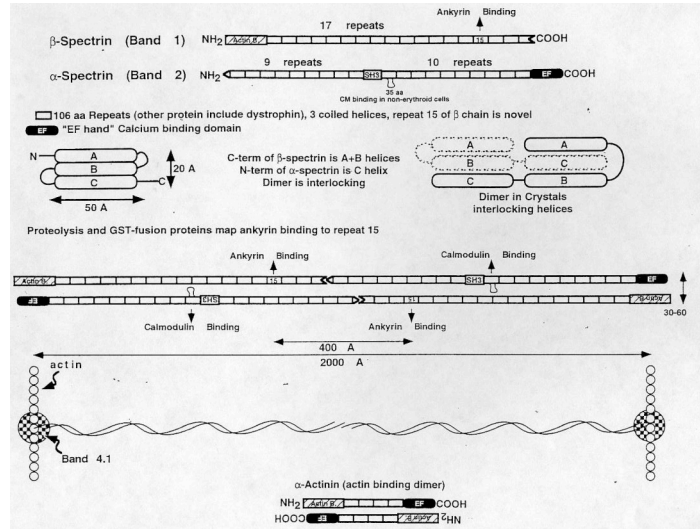 Ankyrin Binding
17 repeats
β-Spectrin (Band 1) NH2 Actin B. 15 COOH
9 repeats 10 repeats
α-Spectrin (Band 2) NH2 SH3 EF COOH
35 aa
CM binding in non-erythroid cells
106 aa Repeats (other protein include dystrophin), 3 coiled helices, repeat 15 of β chain is novel
EF "EF hand" Calcium binding domain
N A B C C 20 A
50 A
C-term of β-spectrin is A+B helices
N-term of α-spectrin is C helix
Dimer is interlocking
A A
B C
C B
Dimer in Crystals
interlocking helices
Proteolysis and GST-fusion proteins map ankyrin binding to repeat 15
Ankyrin Binding Calmodulin Binding
Actin B. 15 SH3 EF
EF SH3 15 Actin B.
30-60
Calmodulin Binding Ankyrin Binding
400 A
2000 A
actin
Band 4.1
α-Actinin (actin binding dimer)
NH2 Actin B. EF COOH
COOH EF Actin B. NH2